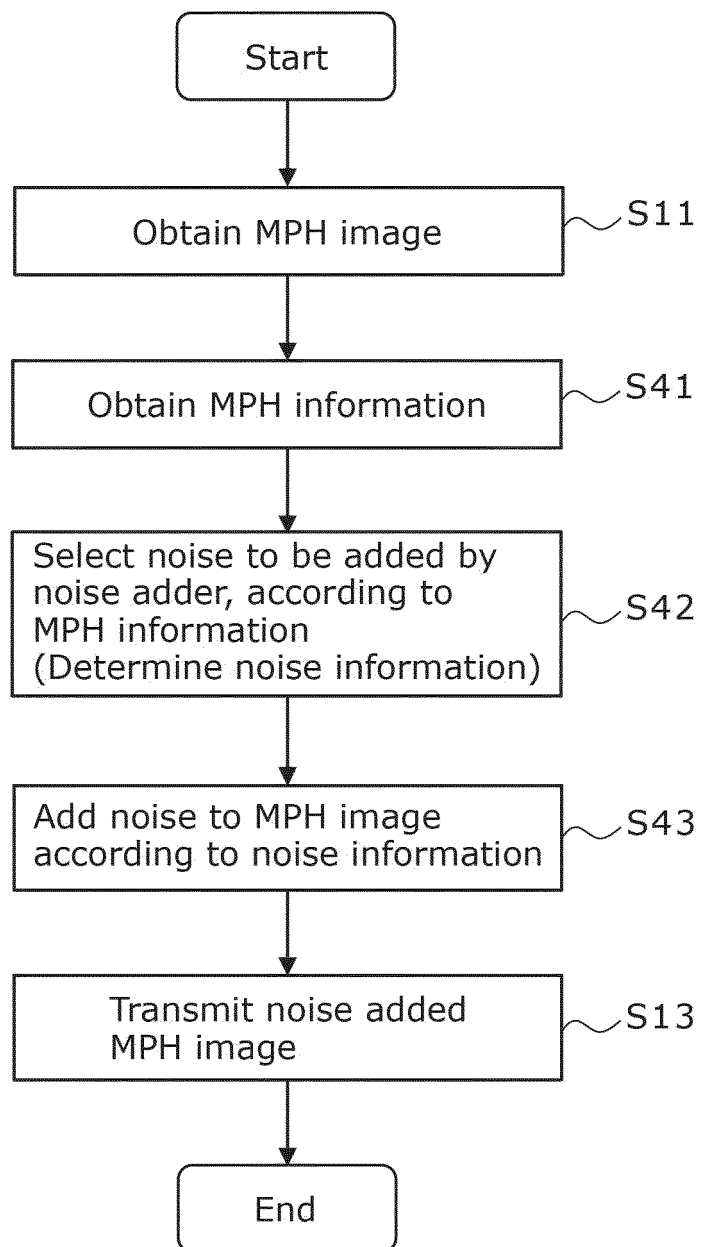 Start
Obtain MPH image
S11
Obtain MPH information
S41
Select noise to be added by
noise adder, according to
MPH information
(Determine noise information)
S42
Add noise to MPH image
according to noise information
S43
Transmit noise added
MPH image
S13
End